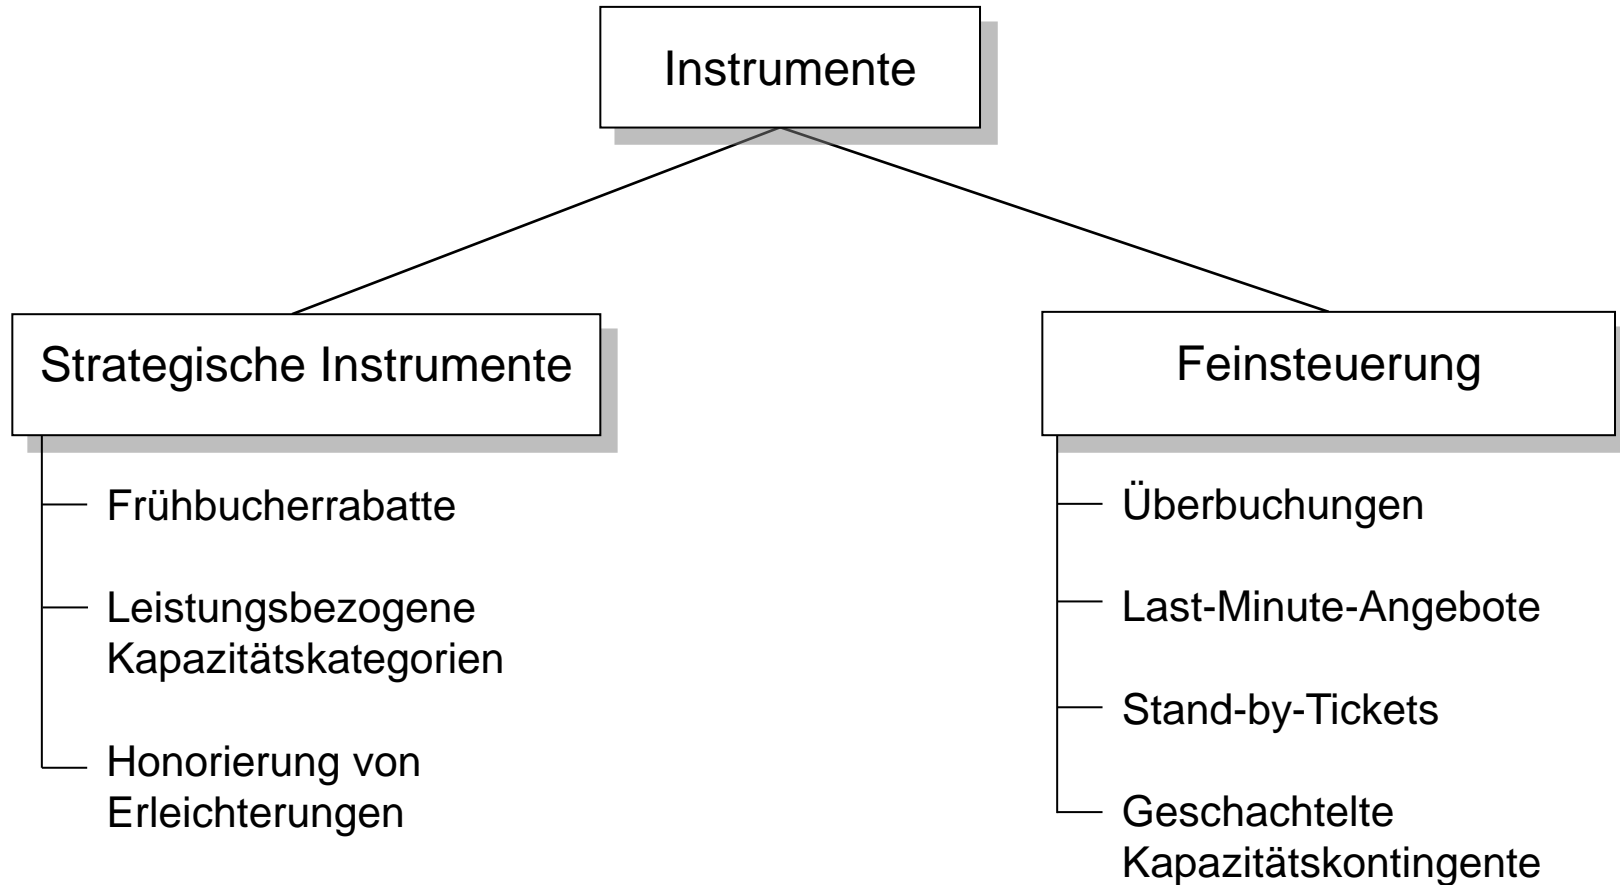 Instrumente
Strategische Instrumente
Frühbucherrabatte
Leistungsbezogene
Kapazitätskategorien
Honorierung von
Erleichterungen
Feinsteuerung
Überbuchungen
Last-Minute-Angebote
Stand-by-Tickets
Geschachtelte
Kapazitätskontingente